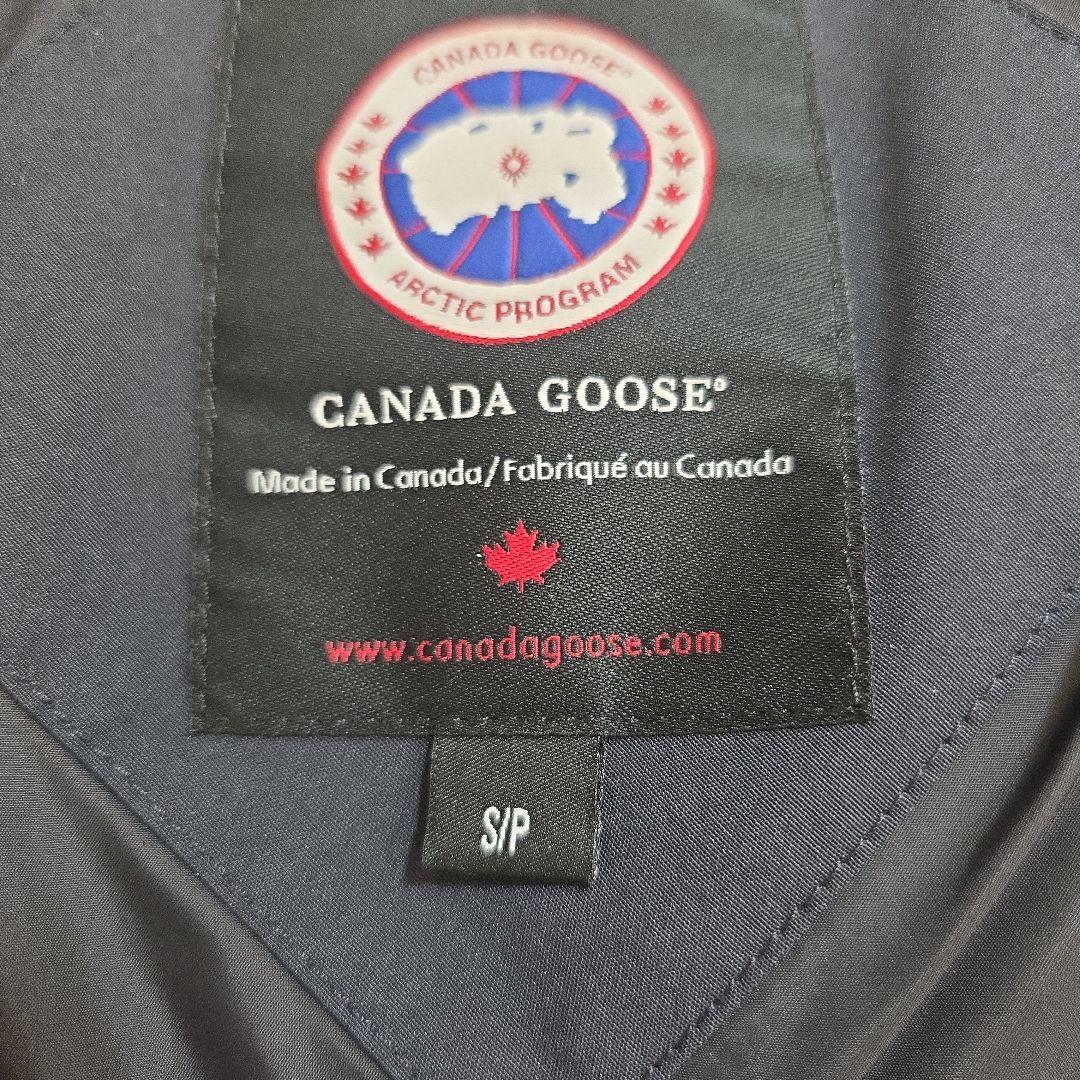 CANADA GOOSE®
ARCTIC PROGRAM
CANADA GOOSE®
Made in Canada/Fabriqué au Canada
www.canadagoose.com
S/P